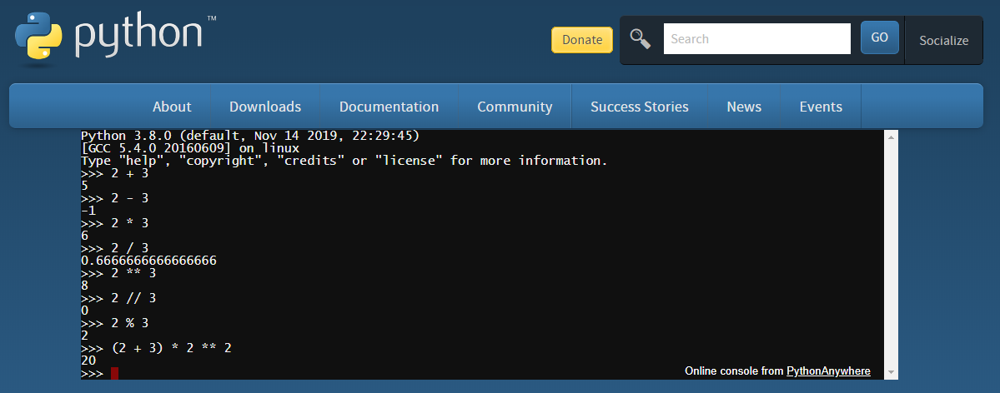 python™
Donate
Search
GO
Socialize
About Downloads Documentation Community Success Stories News Events
Python 3.8.0 (default, Nov 14 2019, 22:29:45)
[GCC 5.4.0 20160609] on linux
Type "help", "copyright", "credits" or "license" for more information.
>>> 2 + 3
5
>>> 2 - 3
-1
>>> 2 * 3
6
>>> 2 / 3
0.6666666666666666
>>> 2 ** 3
8
>>> 2 // 3
0
>>> 2 % 3
2
>>> (2 + 3) * 2 ** 2
20
>>>
Online console from PythonAnywhere